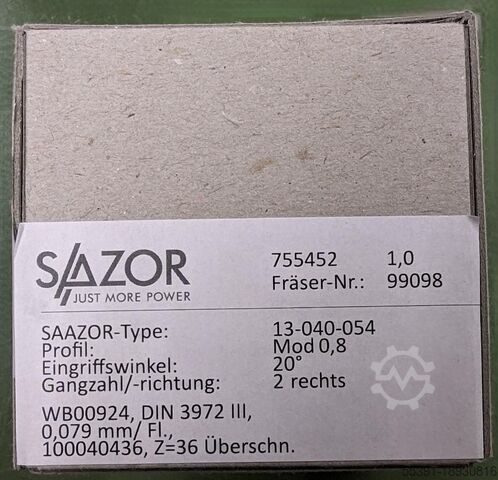 SAAZOR
JUST MORE POWER
755452 1,0
Fräser-Nr.: 99098
SAAZOR-Type: 13-040-054
Profil: Mod 0,8
Eingriffswinkel: 20°
Gangzahl/-richtung: 2 rechts
WB00924, DIN 3972 III,
0,079 mm/ Fl.,
100040436, Z=36 Überschn.